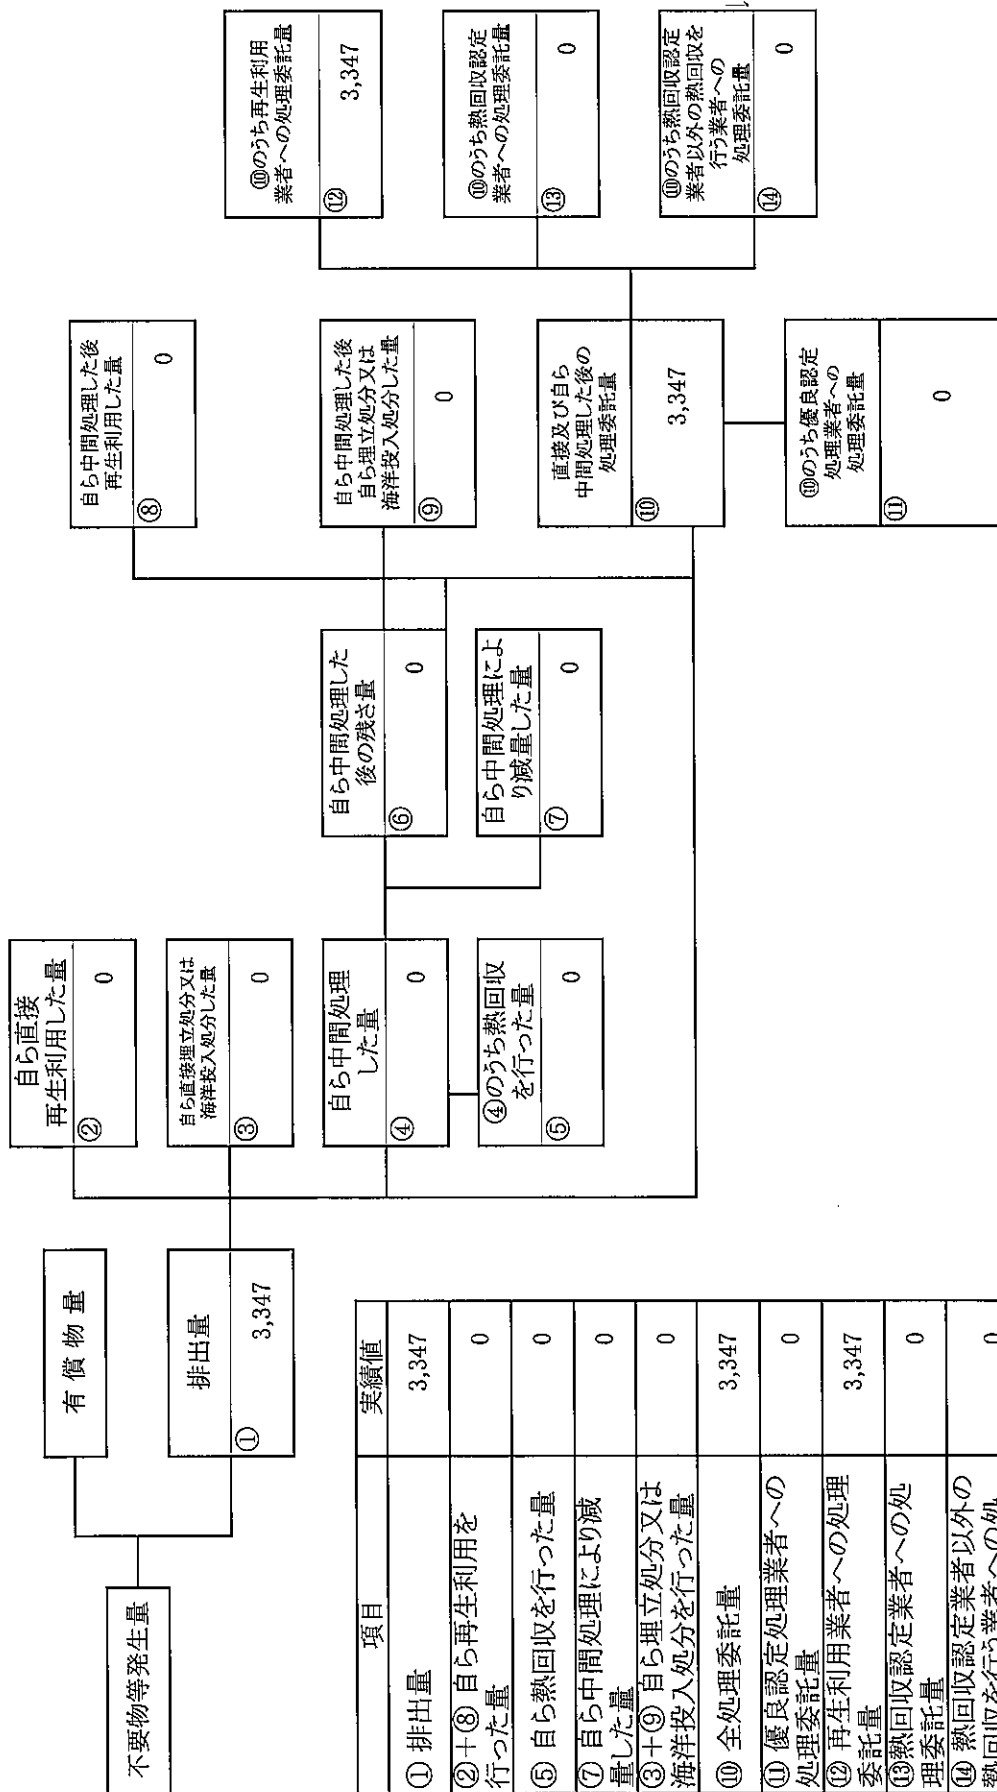 不要物等発生量
有償物量
排出量
① 3,347
自ら直接
再生利用した量
② 0
自ら直接埋立処分又は
海洋投入処分した量
③ 0
自ら中間処理
した量
④ 0
④のうち熱回収
を行った量
⑤ 0
自ら中間処理した
後の残さ量
⑥ 0
自ら中間処理によ
り減量した量
⑦ 0
自ら中間処理した後
再生利用した量
⑧ 0
自ら中間処理した後
自ら埋立処分又は
海洋投入処分した量
⑨ 0
直接及び自ら
中間処理した後の
処理委託量
⑩ 3,347
⑩のうち優良認定
処理業者への
処理委託量
⑪ 0
⑩のうち再生利用
業者への処理委託量
⑫ 3,347
⑩のうち熱回収認定
業者への処理委託量
⑬ 0
⑩のうち熱回収認定
業者以外の熱回収を
行う業者への
処理委託量
⑭ 0
項目 実績値
① 排出量 3,347
②+⑧ 自ら再生利用を
行った量 0
⑤ 自ら熱回収を行った量 0
⑦ 自ら中間処理により減
量した量 0
③+⑨ 自ら埋立処分又は
海洋投入処分を行った量 0
⑩ 全処理委託量 3,347
⑪ 優良認定処理業者への
処理委託量 0
⑫ 再生利用業者への処理
委託量 3,347
⑬熱回収認定業者への処
理委託量 0
⑭ 熱回収認定業者以外の
熱回収を行う業者への処 0